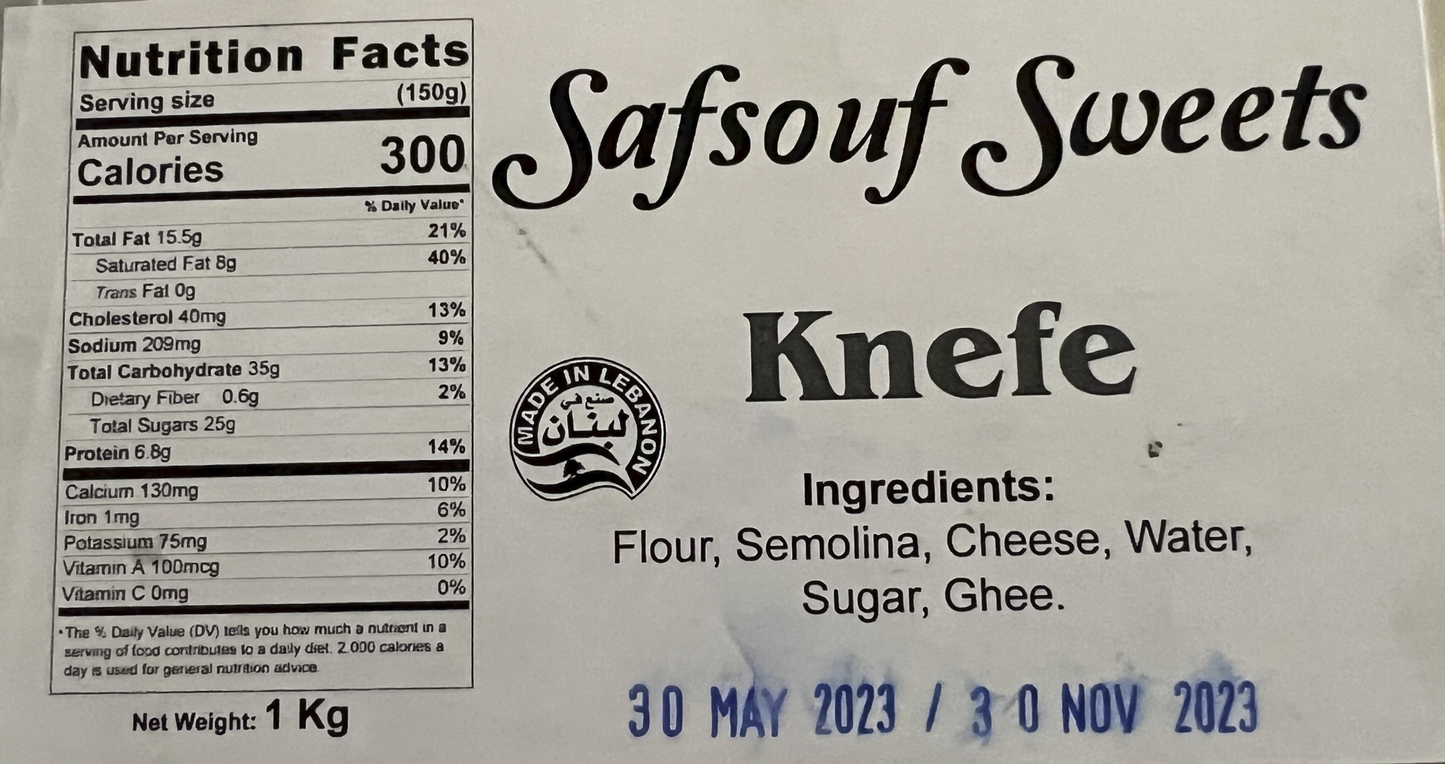 Nutrition Facts
Serving size (150g)
Amount Per Serving
Calories 300
% Daily Value*
Total Fat 15.5g 21%
Saturated Fat 8g 40%
Trans Fat 0g
Cholesterol 40mg 13%
Sodium 209mg 9%
Total Carbohydrate 35g 13%
Dietary Fiber 0.6g 2%
Total Sugars 25g
Protein 6.8g 14%
Calcium 130mg 10%
Iron 1mg 6%
Potassium 75mg 2%
Vitamin A 100mcg 10%
Vitamin C 0mg 0%
*The % Daily Value (DV) tells you how much a nutrient in a
serving of food contributes to a daily diet. 2.000 calories a
day is used for general nutrition advice.
Net Weight: 1 Kg
Safsouf Sweets
Knefe
MADE IN LEBANON
صنع في
لبنان
Ingredients:
Flour, Semolina, Cheese, Water,
Sugar, Ghee.
30 MAY 2023 / 30 NOV 2023